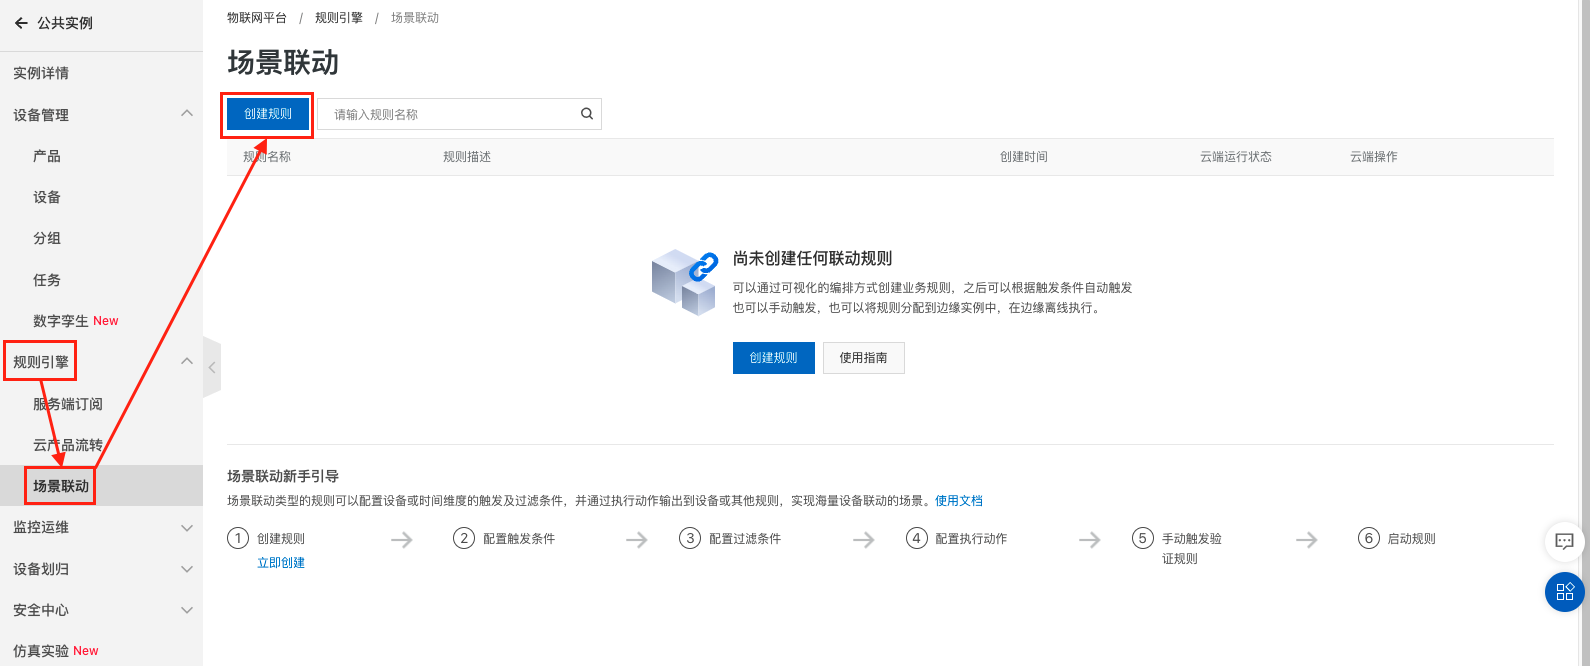 公共实例
实例详情
设备管理
产品
设备
分组
任务
数字孪生 New
规则引擎
服务端订阅
云产品流转
场景联动
监控运维
设备划归
安全中心
仿真实验 New
物联网平台 / 规则引擎 / 场景联动
场景联动
创建规则 请输入规则名称
规则名称 规则描述 创建时间 云端运行状态 云端操作
尚未创建任何联动规则
可以通过可视化的编排方式创建业务规则，之后可以根据触发条件自动触发
也可以手动触发，也可以将规则分配到边缘实例中，在边缘离线执行。
创建规则 使用指南
场景联动新手引导
场景联动类型的规则可以配置设备或时间维度的触发及过滤条件，并通过执行动作输出到设备或其他规则，实现海量设备联动的场景。使用文档
1 创建规则
立即创建
2 配置触发条件
3 配置过滤条件
4 配置执行动作
5 手动触发验
证规则
6 启动规则